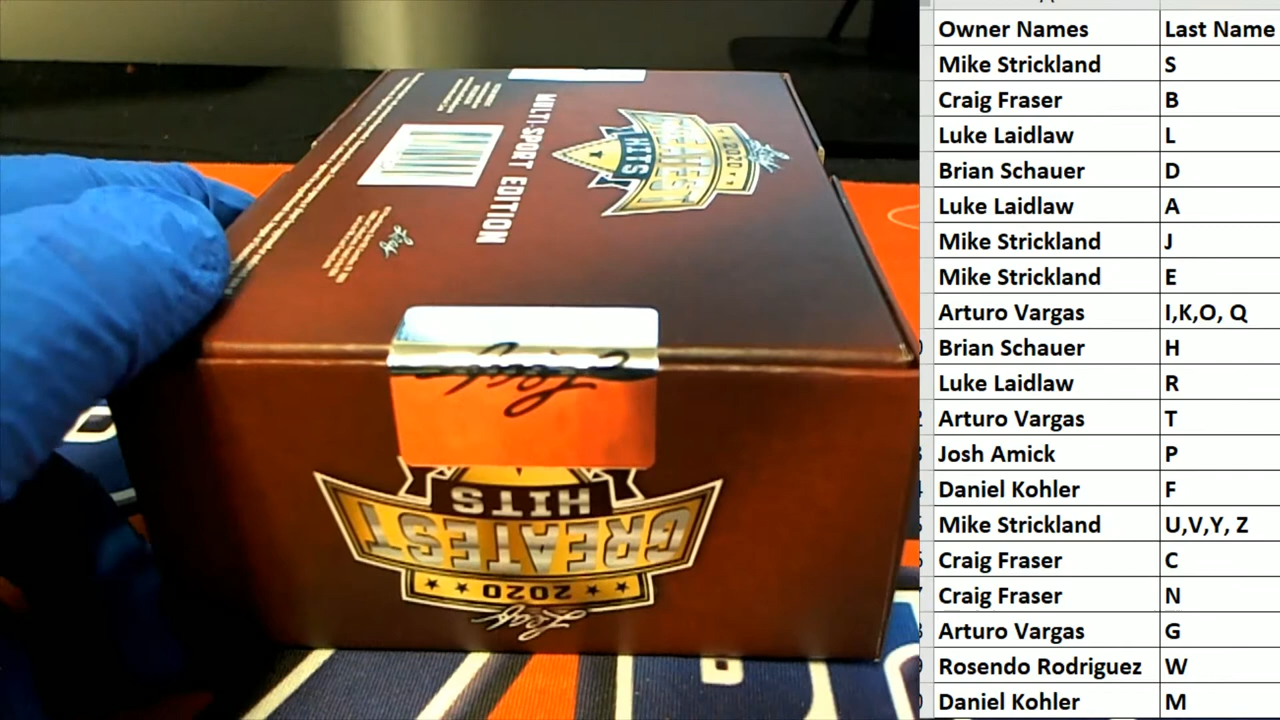 MULTI-SPORT EDITION
2020
GREATEST
HITS
Leaf
Leaf
HITS
GREATEST
2020
Leaf
Owner Names Last Name
Mike Strickland S
Craig Fraser B
Luke Laidlaw L
Brian Schauer D
Luke Laidlaw A
Mike Strickland J
Mike Strickland E
Arturo Vargas I,K,O, Q
Brian Schauer H
Luke Laidlaw R
Arturo Vargas T
Josh Amick P
Daniel Kohler F
Mike Strickland U,V,Y, Z
Craig Fraser C
Craig Fraser N
Arturo Vargas G
Rosendo Rodriguez W
Daniel Kohler M